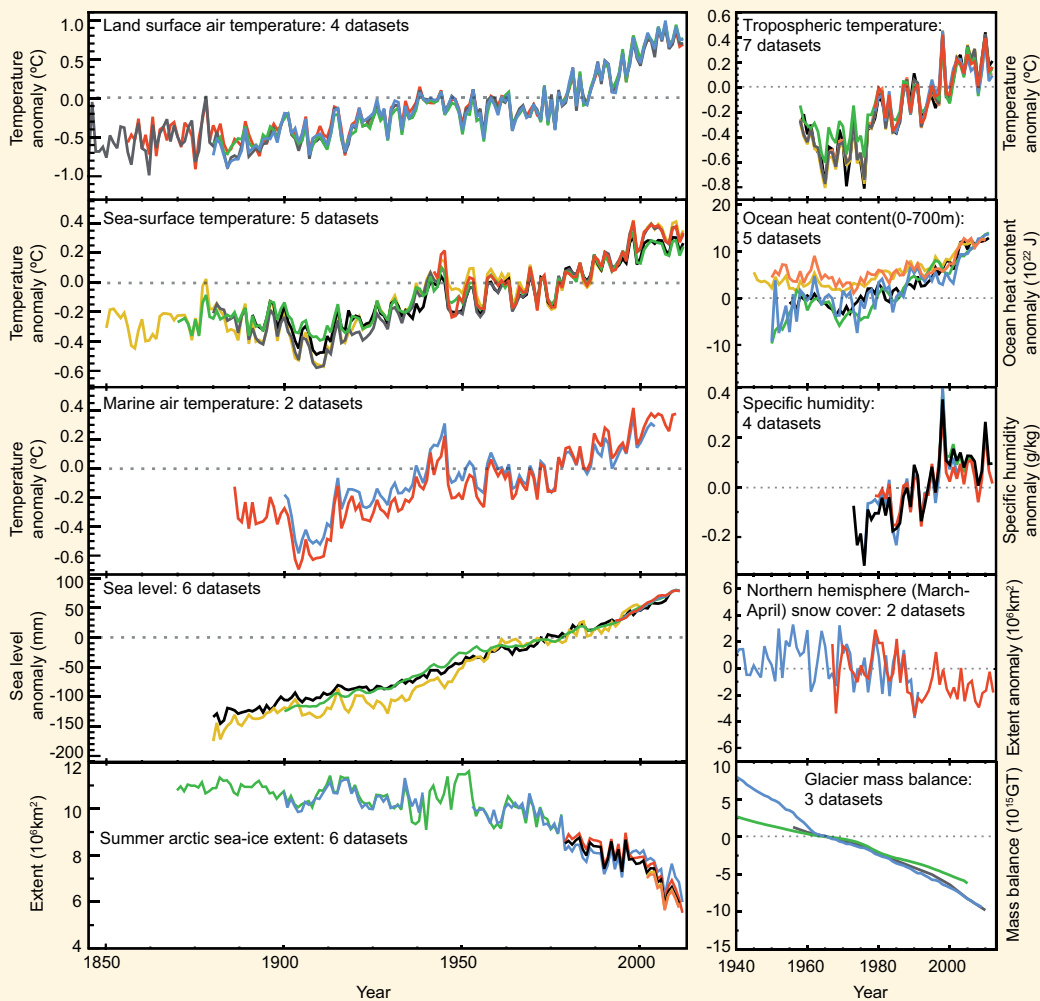 Land surface air temperature: 4 datasets
1.0
0.5
0.0
-0.5
-1.0
Temperature
anomaly (ºC)
Sea-surface temperature: 5 datasets
0.4
0.2
0.0
-0.2
-0.4
-0.6
Temperature
anomaly (ºC)
Marine air temperature: 2 datasets
0.4
0.2
0.0
-0.2
-0.4
-0.6
Temperature
anomaly (ºC)
Sea level: 6 datasets
100
50
0
-50
-100
-150
-200
Sea level
anomaly (mm)
Summer arctic sea-ice extent: 6 datasets
12
10
8
6
4
Extent (10⁶km²)
1850
1900
1950
2000
Year
Tropospheric temperature:
7 datasets
0.6
0.4
0.2
0.0
-0.2
-0.4
-0.6
-0.8
Temperature
anomaly (ºC)
Ocean heat content(0-700m):
5 datasets
20
10
0
-10
Ocean heat content
anomaly (10²² J)
Specific humidity:
4 datasets
0.4
0.2
0.0
-0.2
Specific humidity
anomaly (g/kg)
Northern hemisphere (March-
April) snow cover: 2 datasets
6
4
2
0
-2
-4
-6
Extent anomaly (10⁶km²)
Glacier mass balance:
3 datasets
10
5
0
-5
-10
-15
Mass balance (10¹⁵GT)
1940
1960
1980
2000
Year